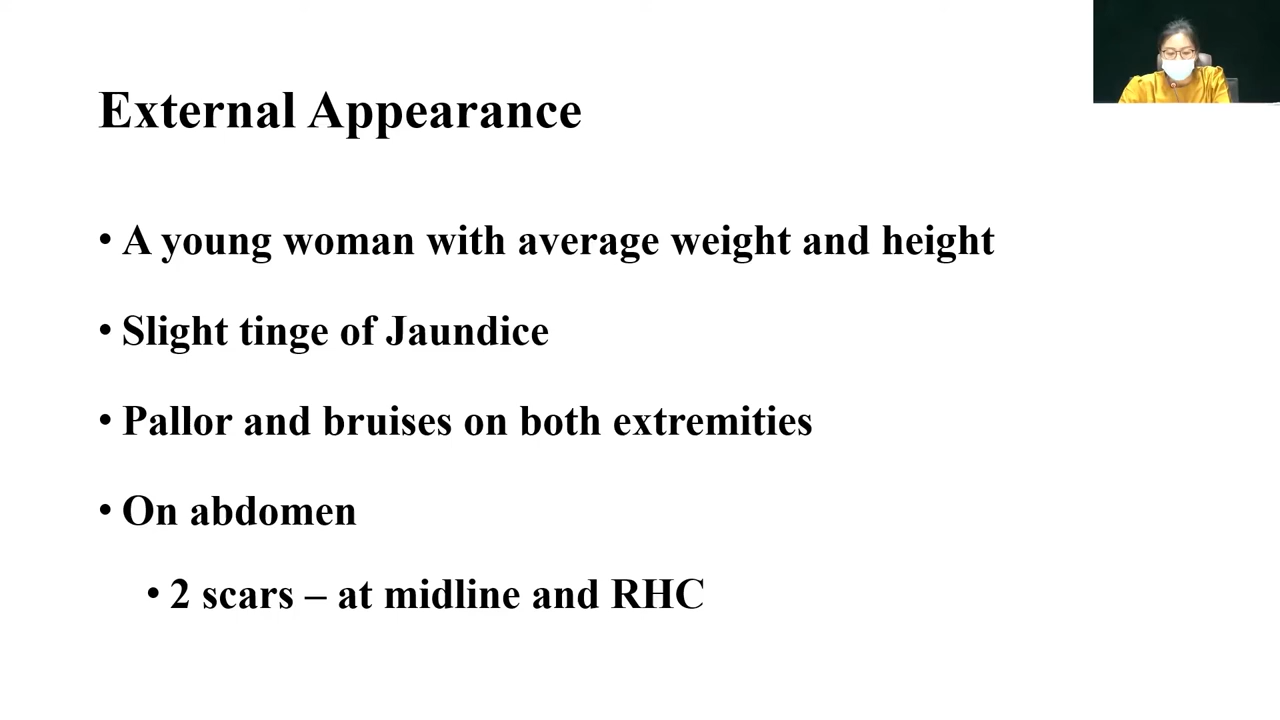 External Appearance
• A young woman with average weight and height
• Slight tinge of Jaundice
• Pallor and bruises on both extremities
• On abdomen
• 2 scars – at midline and RHC